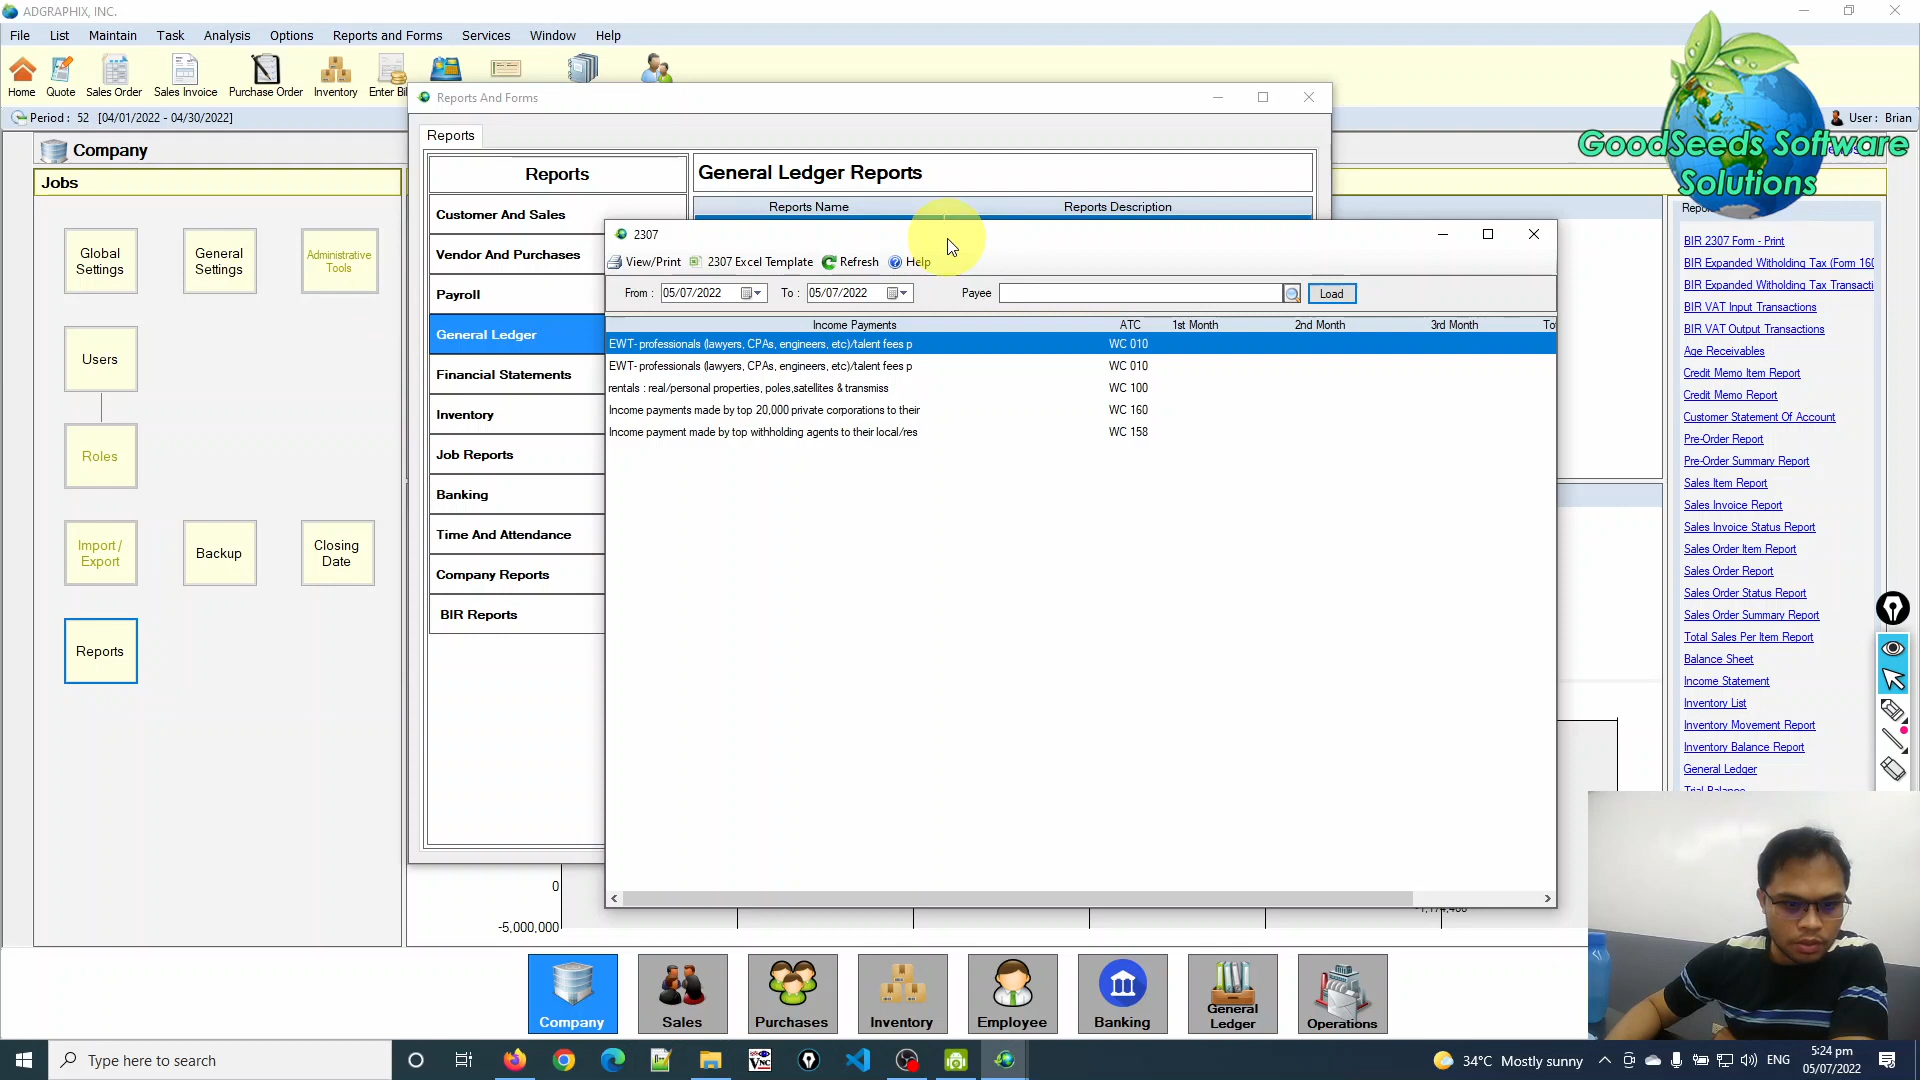 ADGRAPHIX, INC.
File List Maintain Task Analysis Options Reports and Forms Services Window Help
Home Quote Sales Order Sales Invoice Purchase Order Inventory Enter Bil
Period : 52 [04/01/2022 - 04/30/2022]
User : Brian
GoodSeeds Software
Solutions
Company
Jobs
Global Settings
General Settings
Administrative Tools
Users
Roles
Import / Export
Backup
Closing Date
Reports
Reports And Forms
Reports
Reports
Customer And Sales
Vendor And Purchases
Payroll
General Ledger
Financial Statements
Inventory
Job Reports
Banking
Time And Attendance
Company Reports
BIR Reports
General Ledger Reports
Reports Name Reports Description
2307
View/Print 2307 Excel Template Refresh Help
From : 05/07/2022 To : 05/07/2022 Payee Load
Income Payments ATC 1st Month 2nd Month 3rd Month To
EWT- professionals (lawyers, CPAs, engineers, etc)/talent fees p WC 010
EWT- professionals (lawyers, CPAs, engineers, etc)/talent fees p WC 010
rentals : real/personal properties, poles,satellites & transmiss WC 100
Income payments made by top 20,000 private corporations to their WC 160
Income payment made by top withholding agents to their local/res WC 158
0
-5,000,000
BIR 2307 Form - Print
BIR Expanded Witholding Tax (Form 160
BIR Expanded Witholding Tax Transacti
BIR VAT Input Transactions
BIR VAT Output Transactions
Age Receivables
Credit Memo Item Report
Credit Memo Report
Customer Statement Of Account
Pre-Order Report
Pre-Order Summary Report
Sales Item Report
Sales Invoice Report
Sales Invoice Status Report
Sales Order Item Report
Sales Order Report
Sales Order Status Report
Sales Order Summary Report
Total Sales Per Item Report
Balance Sheet
Income Statement
Inventory List
Inventory Movement Report
Inventory Balance Report
General Ledger
Trial Balance
Company Sales Purchases Inventory Employee Banking General Ledger Operations
Type here to search
34°C Mostly sunny
ENG
5:24 pm
05/07/2022